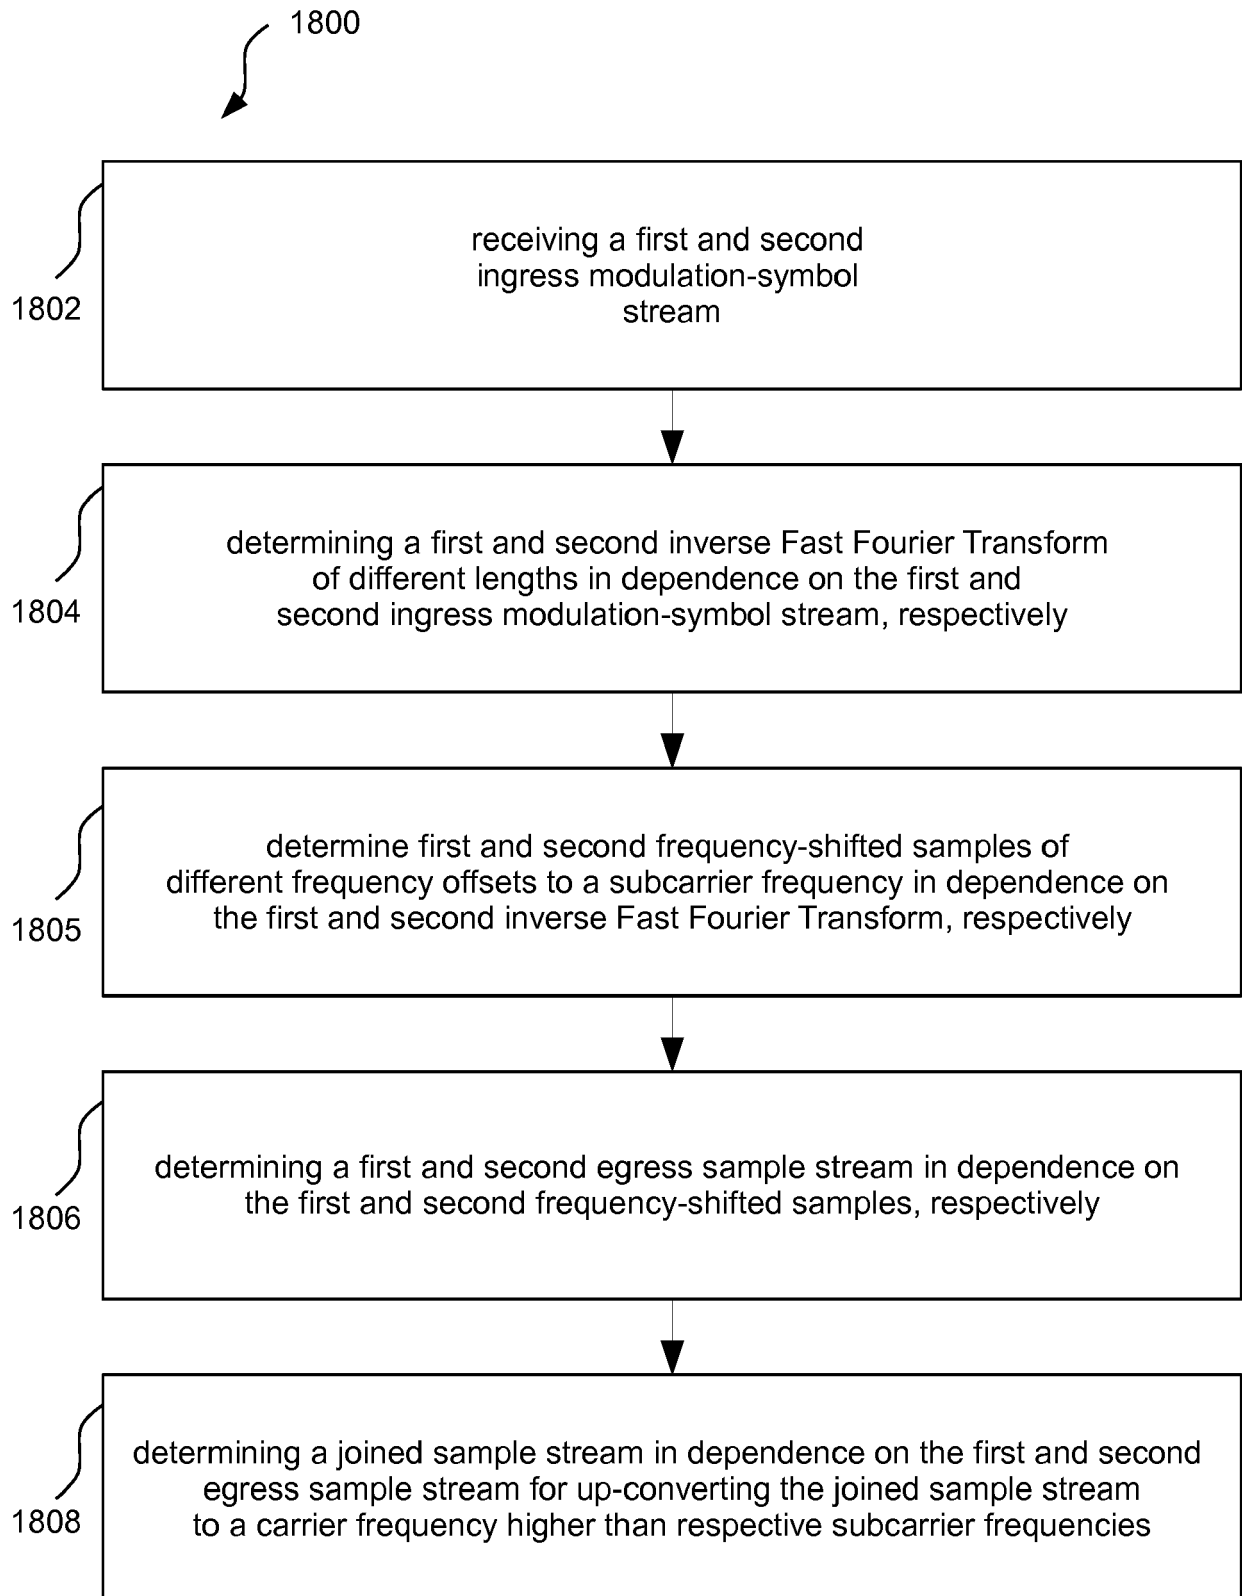 1800
receiving a first and second
ingress modulation-symbol
stream
1802
determining a first and second inverse Fast Fourier Transform
of different lengths in dependence on the first and
second ingress modulation-symbol stream, respectively
1804
determine first and second frequency-shifted samples of
different frequency offsets to a subcarrier frequency in dependence on
the first and second inverse Fast Fourier Transform, respectively
1805
determining a first and second egress sample stream in dependence on
the first and second frequency-shifted samples, respectively
1806
determining a joined sample stream in dependence on the first and second
egress sample stream for up-converting the joined sample stream
to a carrier frequency higher than respective subcarrier frequencies
1808